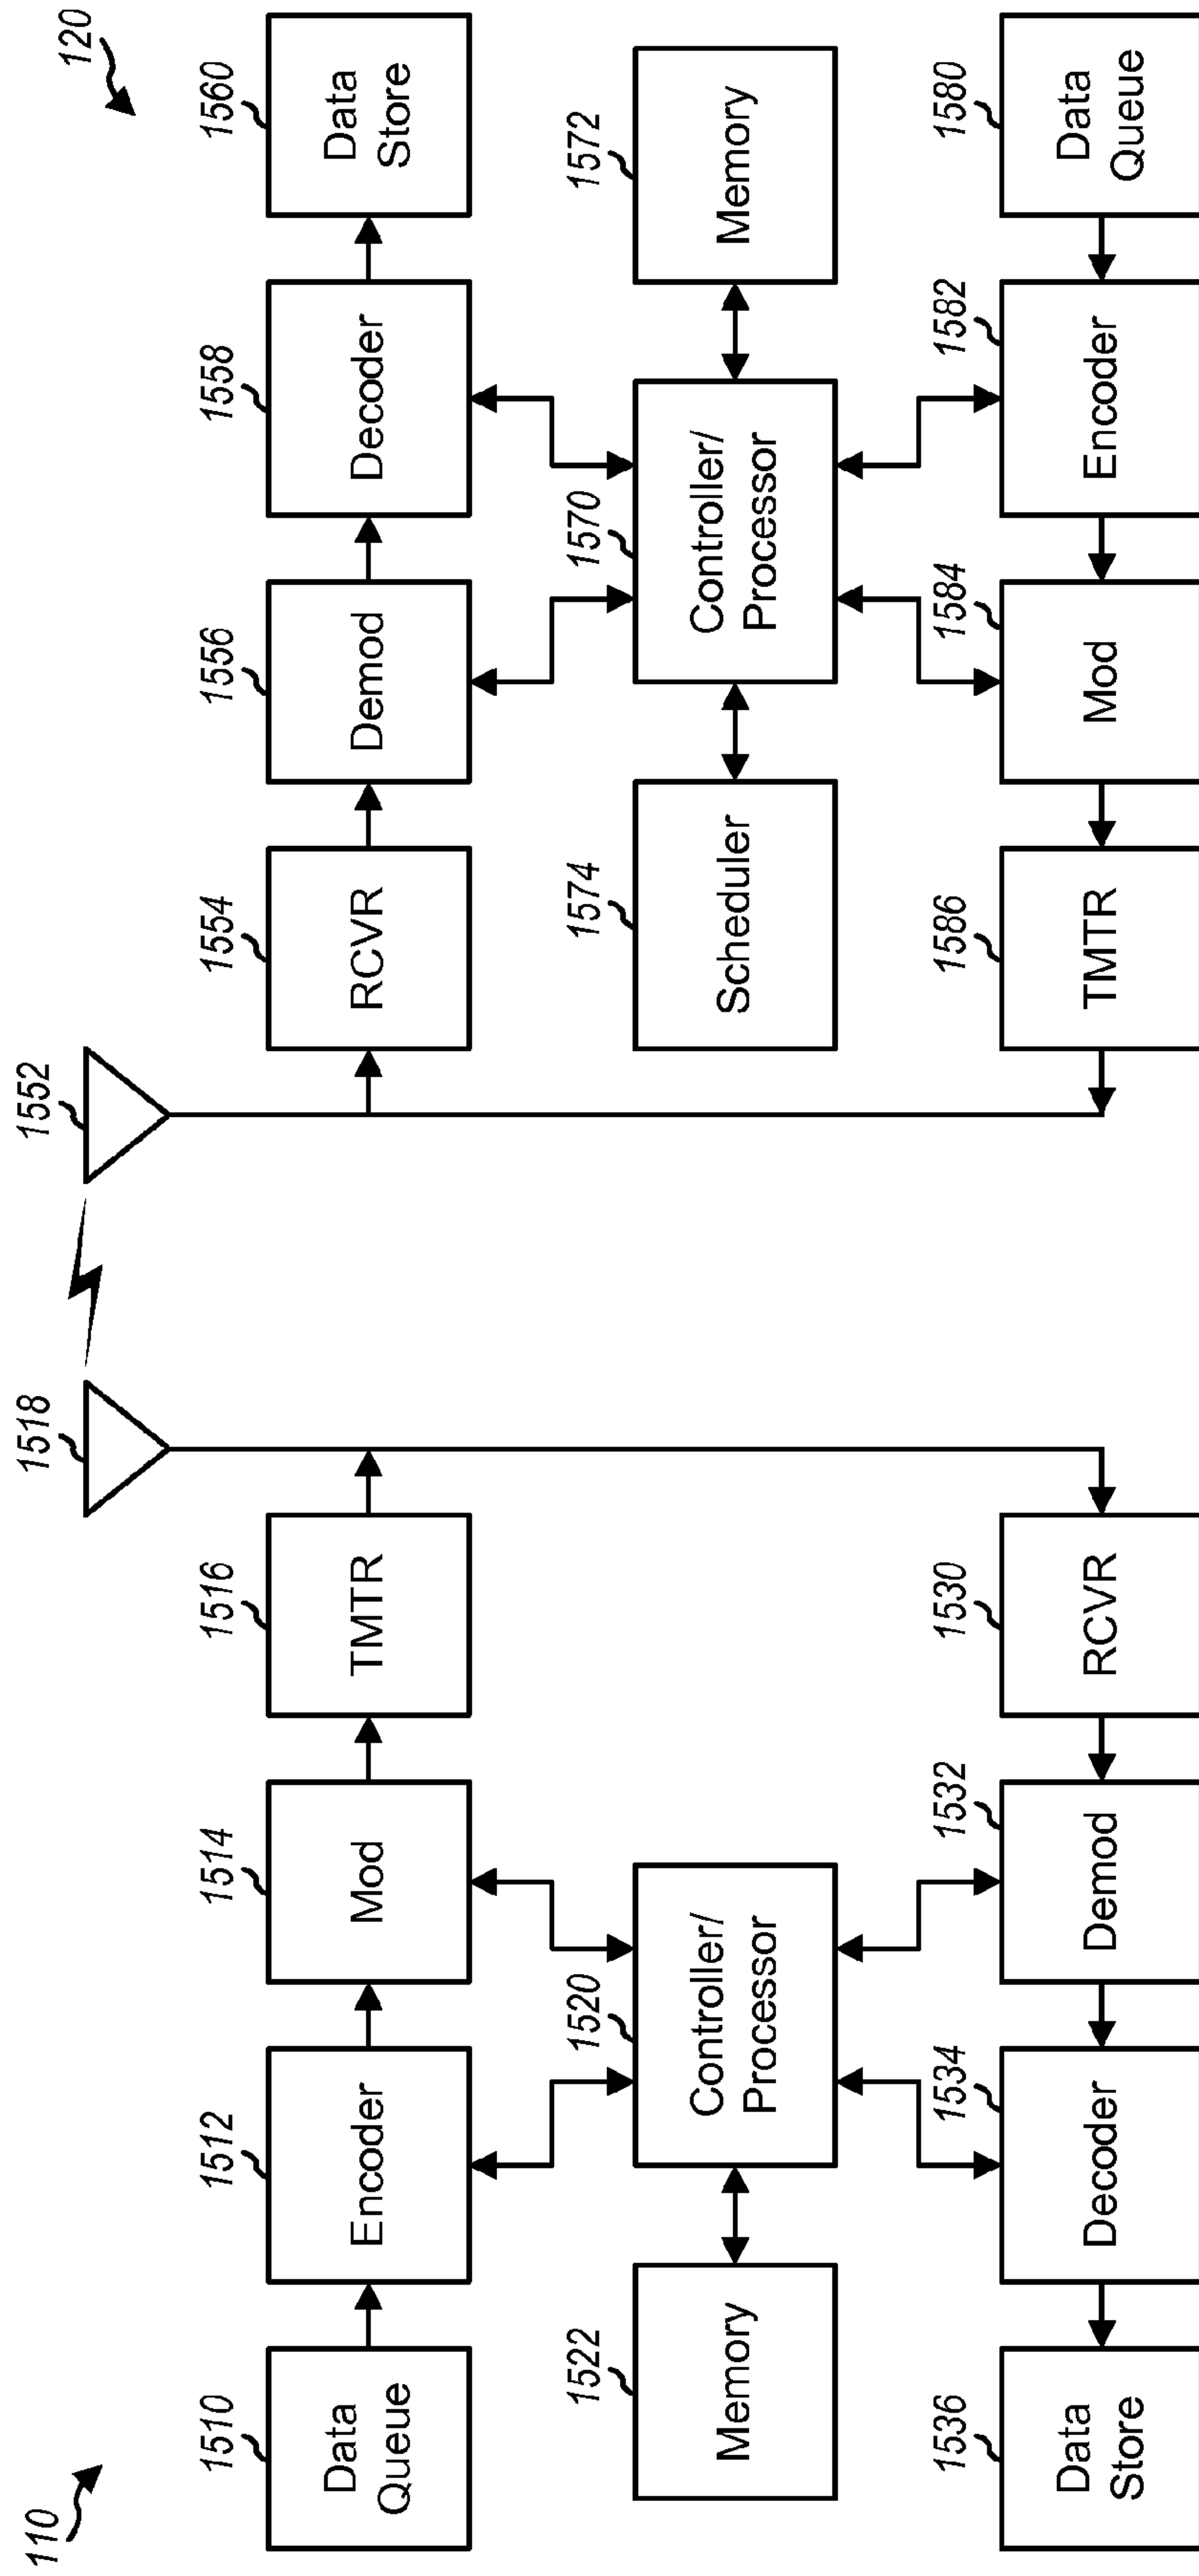 110
120
1518
1552
1510
Data
Queue
1512
Encoder
1514
Mod
1516
TMTR
1554
RCVR
1556
Demod
1558
Decoder
1560
Data
Store
1522
Memory
1520
Controller/
Processor
1574
Scheduler
1570
Controller/
Processor
1572
Memory
1536
Data
Store
1534
Decoder
1532
Demod
1530
RCVR
1586
TMTR
1584
Mod
1582
Encoder
1580
Data
Queue